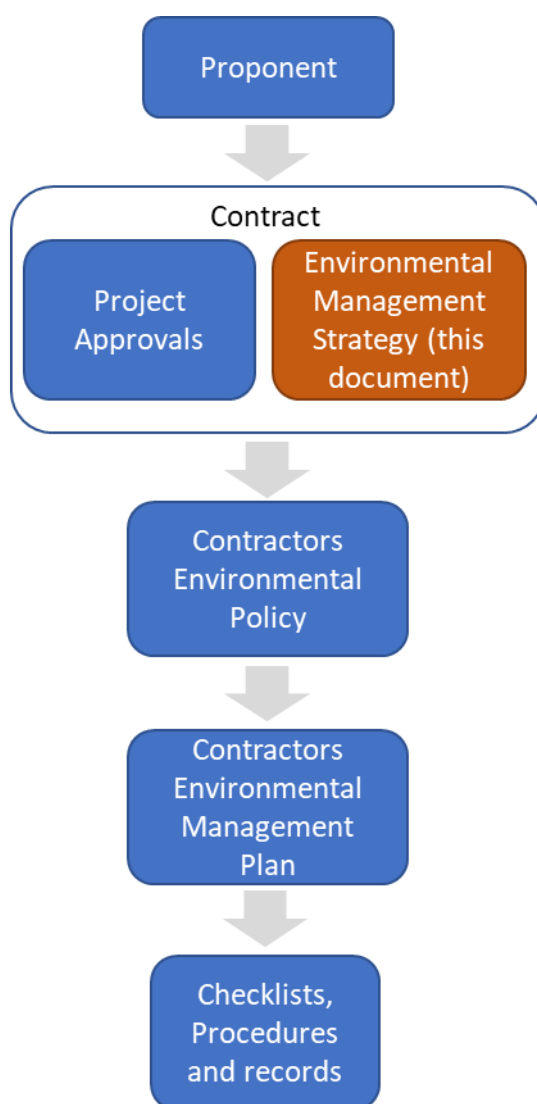 Proponent
Contract
Project
Approvals
Environmental
Management
Strategy (this
document)
Contractors
Environmental
Policy
Contractors
Environmental
Management
Plan
Checklists,
Procedures
and records